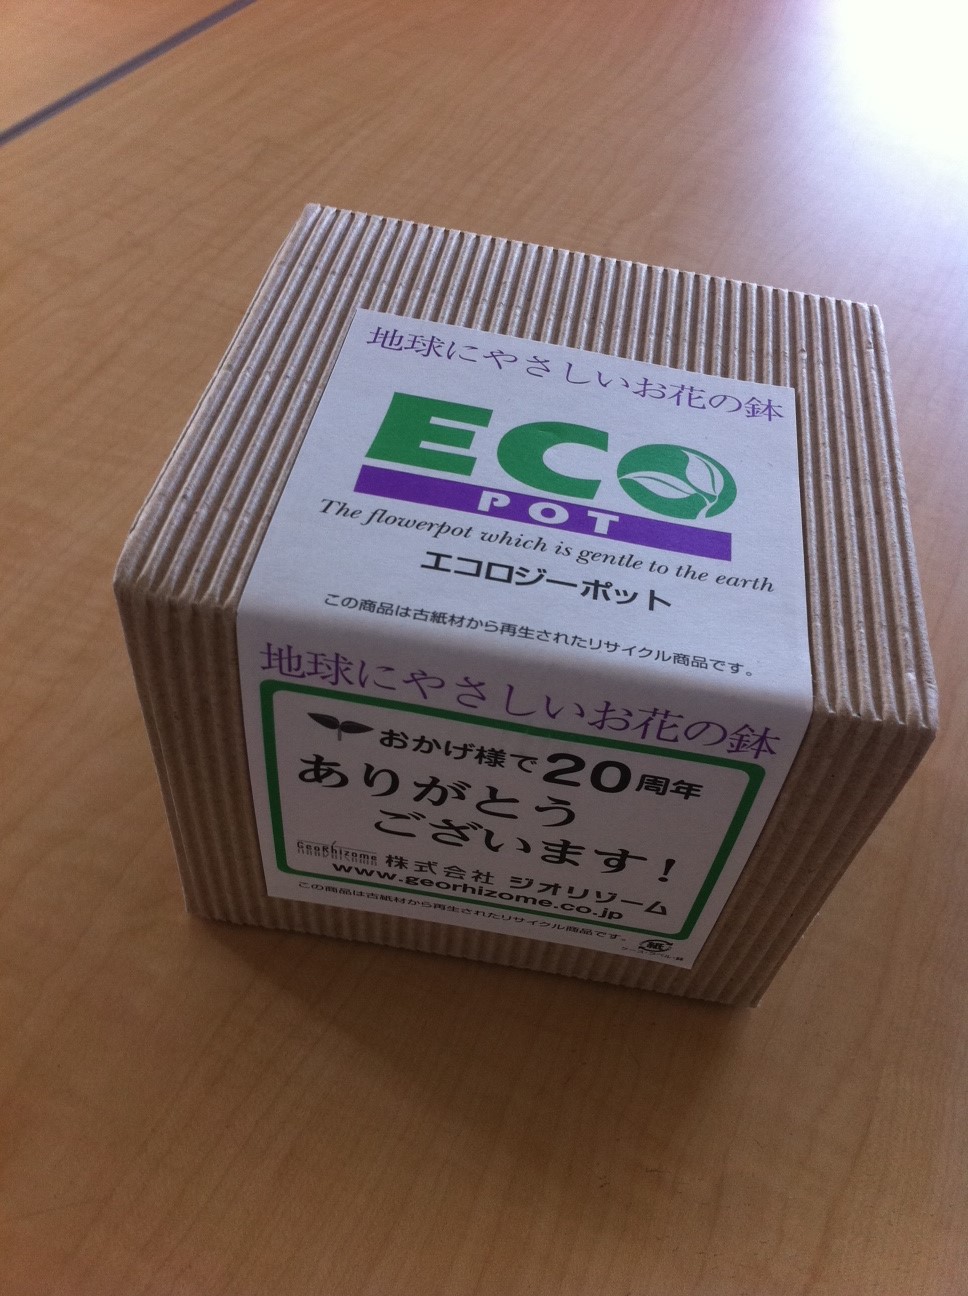 地球にやさしいお花の鉢
ECO
POT
The flowerpot which is gentle to the earth
エコロジーポット
この商品は古紙材から再生されたリサイクル商品です。
地球にやさしいお花の鉢
おかげ様で20周年
ありがとう
ございます!
GeoRhizome 株式会社 ジオリゾーム
www.georhizome.co.jp
この商品は古紙材から再生されたリサイクル商品です。
紙